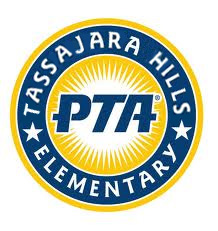 TASSAJARA HILLS
PTA®
★ ELEMENTARY ★